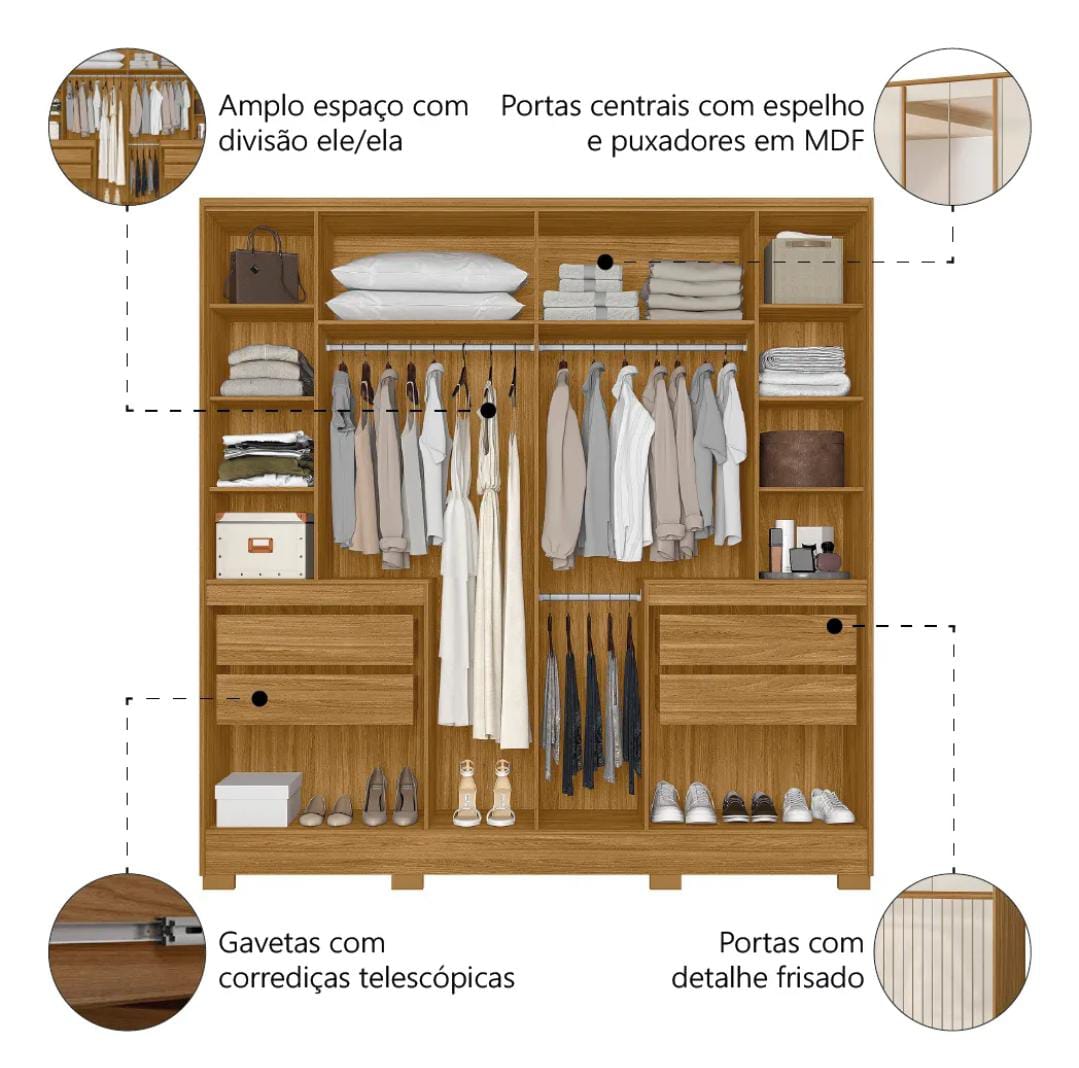 Amplo espaço com
divisão ele/ela
Portas centrais com espelho
e puxadores em MDF
Gavetas com
corrediças telescópicas
Portas com
detalhe frisado